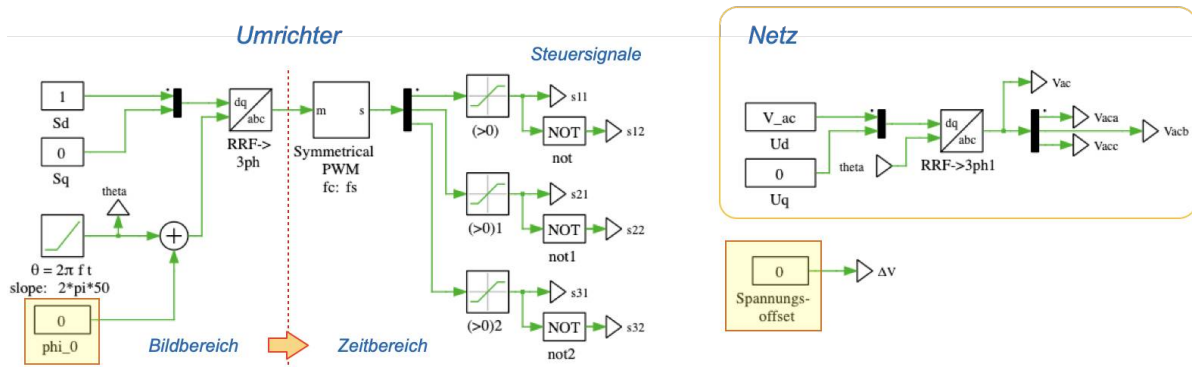 Umrichter
Steuersignale
1
Sd
0
Sq
dq
abc
RRF->
3ph
theta
+
θ = 2π f t
slope: 2*pi*50
0
phi_0
Bildbereich
Zeitbereich
m
s
Symmetrical
PWM
fc: fs
(>0)
s11
NOT
s12
not
(>0)1
s21
NOT
s22
not1
(>0)2
s31
NOT
s32
not2
Netz
V_ac
Ud
0
Uq
theta
dq
abc
RRF->3ph1
Vac
Vaca
Vacb
Vacc
0
Spannungs-
offset
ΔV